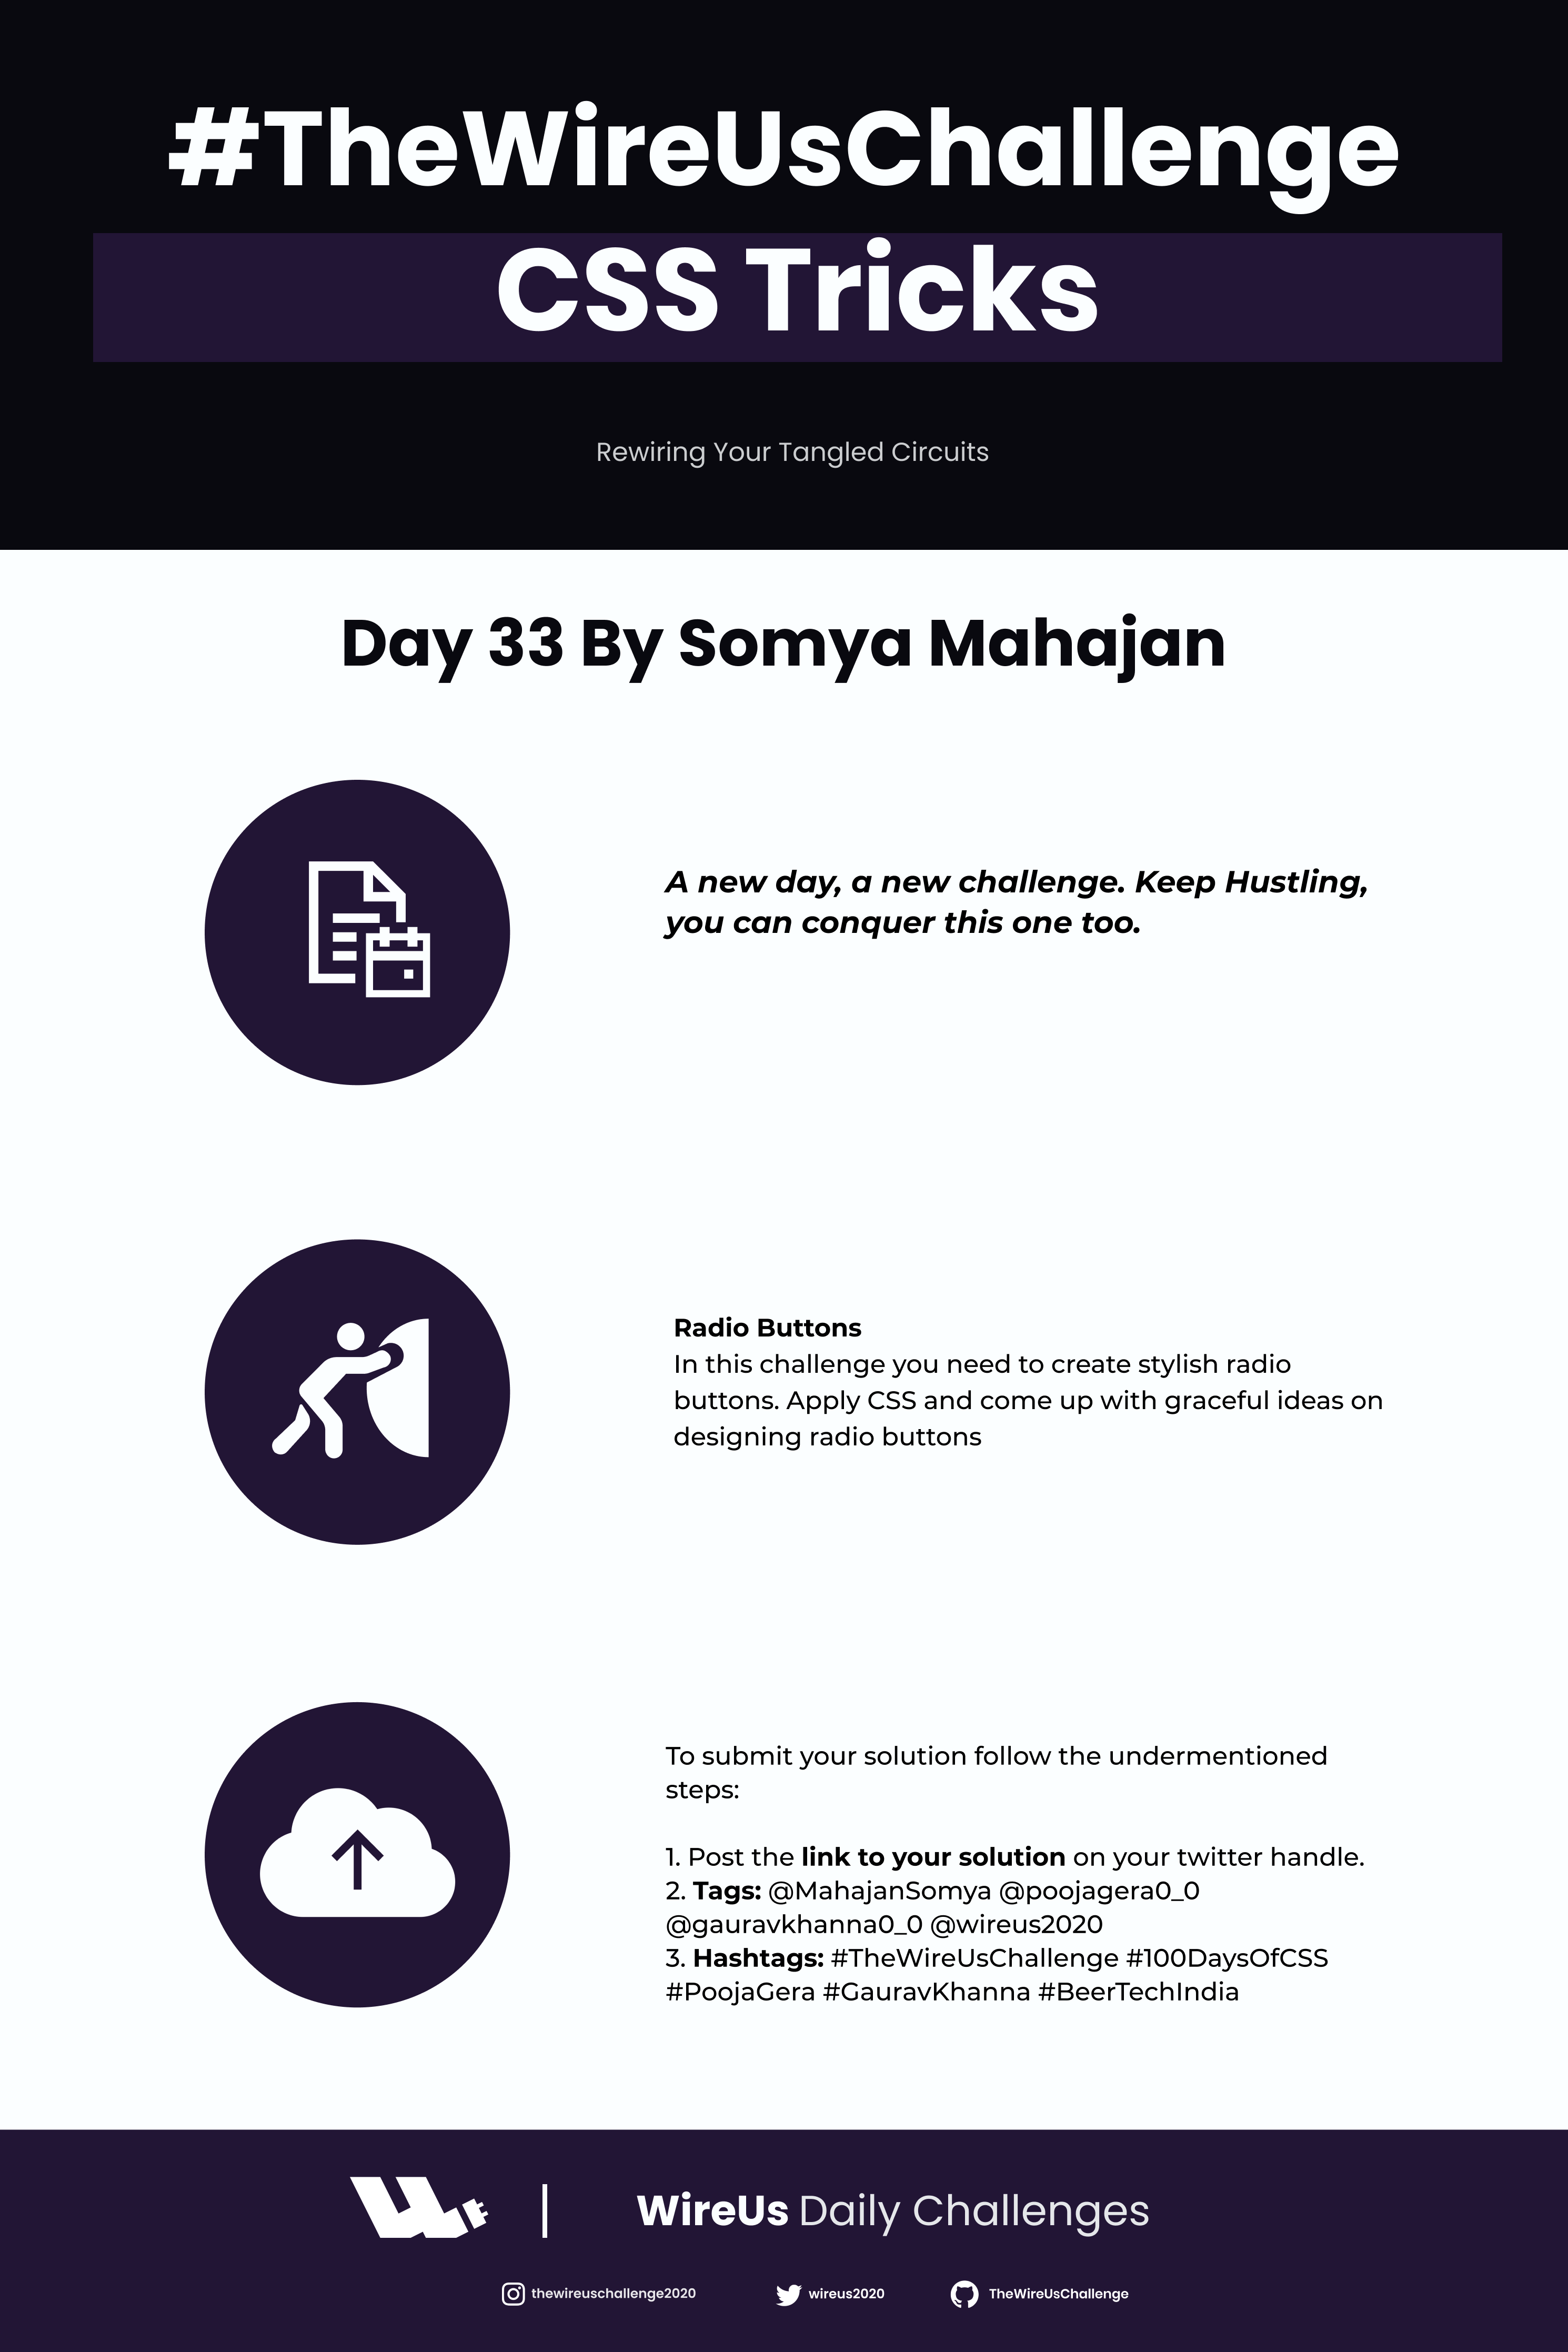 #TheWireUsChallenge
CSS Tricks
Rewiring Your Tangled Circuits
Day 33 By Somya Mahajan
A new day, a new challenge. Keep Hustling,
you can conquer this one too.
Radio Buttons
In this challenge you need to create stylish radio
buttons. Apply CSS and come up with graceful ideas on
designing radio buttons
To submit your solution follow the undermentioned
steps:
1. Post the link to your solution on your twitter handle.
2. Tags: @MahajanSomya @poojagera0_0
@gauravkhanna0_0 @wireus2020
3. Hashtags: #TheWireUsChallenge #100DaysOfCSS
#PoojaGera #GauravKhanna #BeerTechIndia
WireUs Daily Challenges
thewireuschallenge2020 wireus2020 TheWireUsChallenge